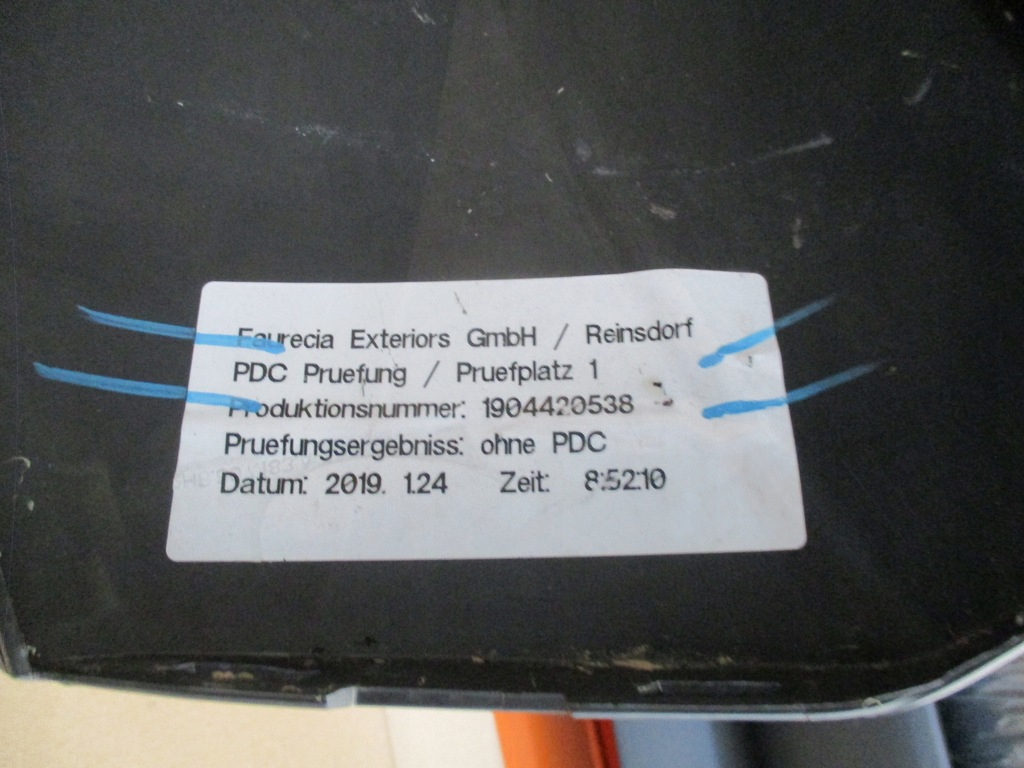 Faurecia Exteriors GmbH / Reinsdorf
PDC Pruefung / Pruefplatz 1
Produktionsnummer: 1904420538
Pruefungsergebniss: ohne PDC
Datum: 2019. 1.24 Zeit: 8:52:10